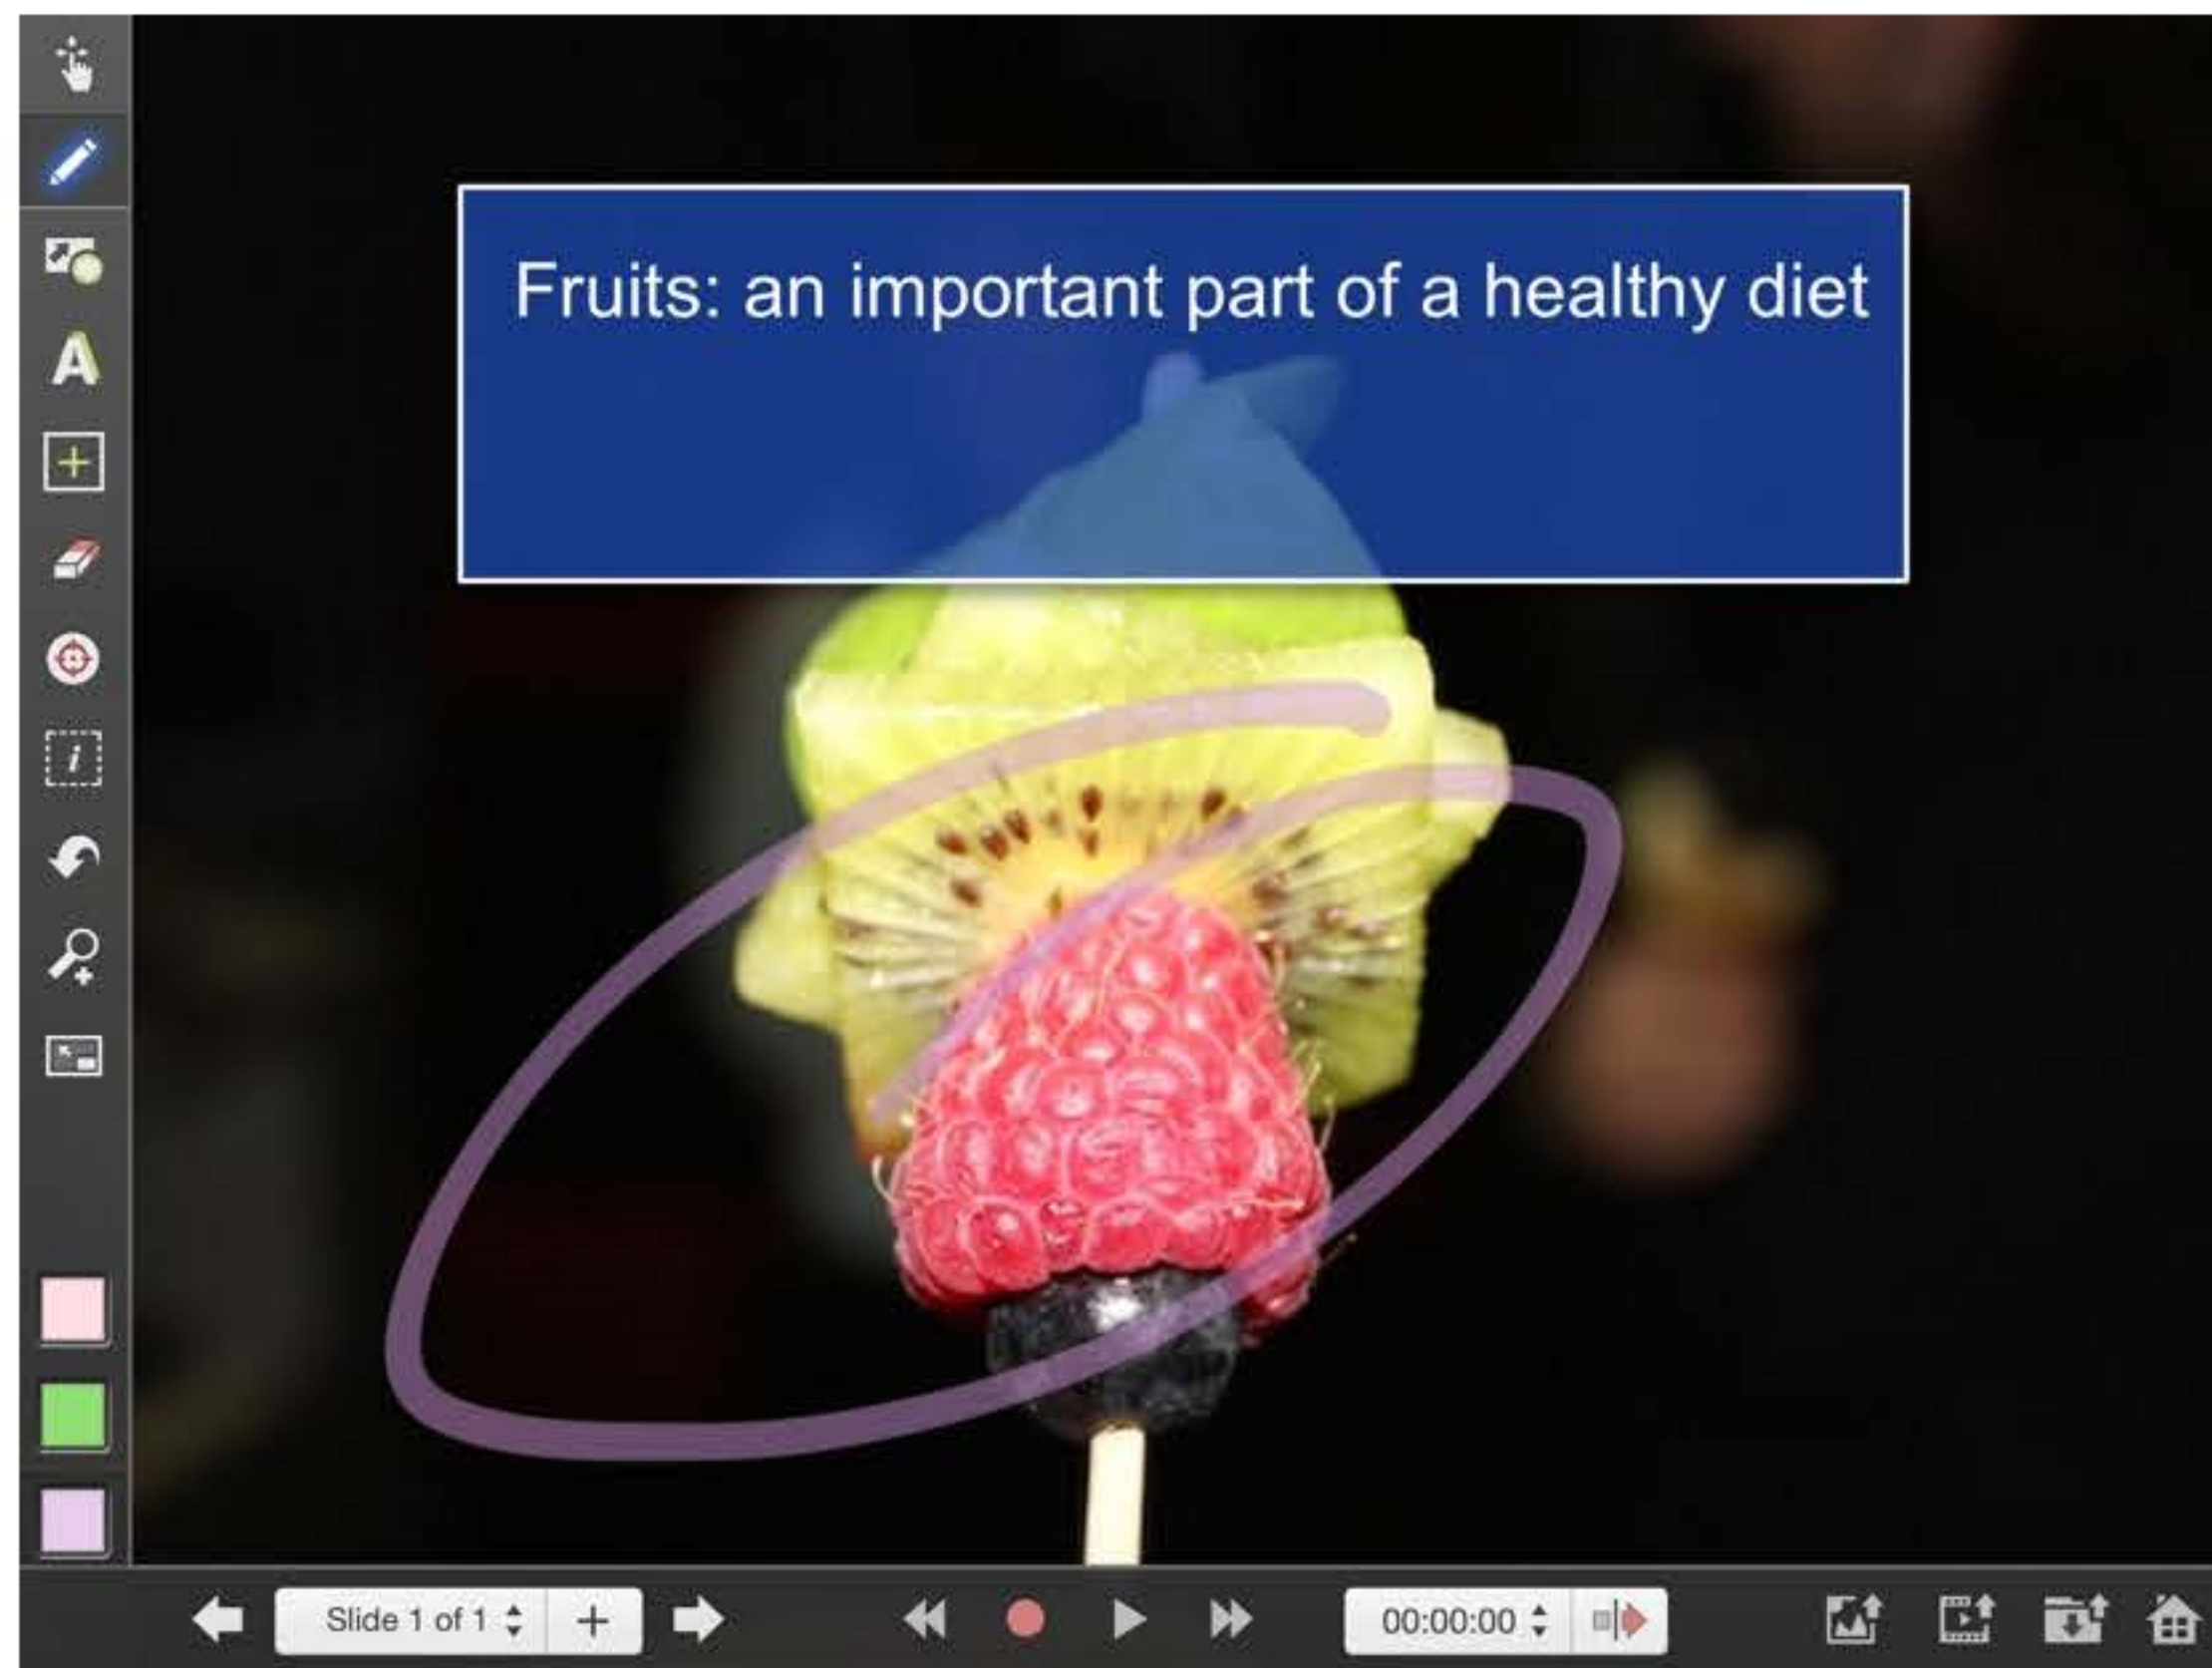 Fruits: an important part of a healthy diet
A
i
Slide 1 of 1 +
00:00:00